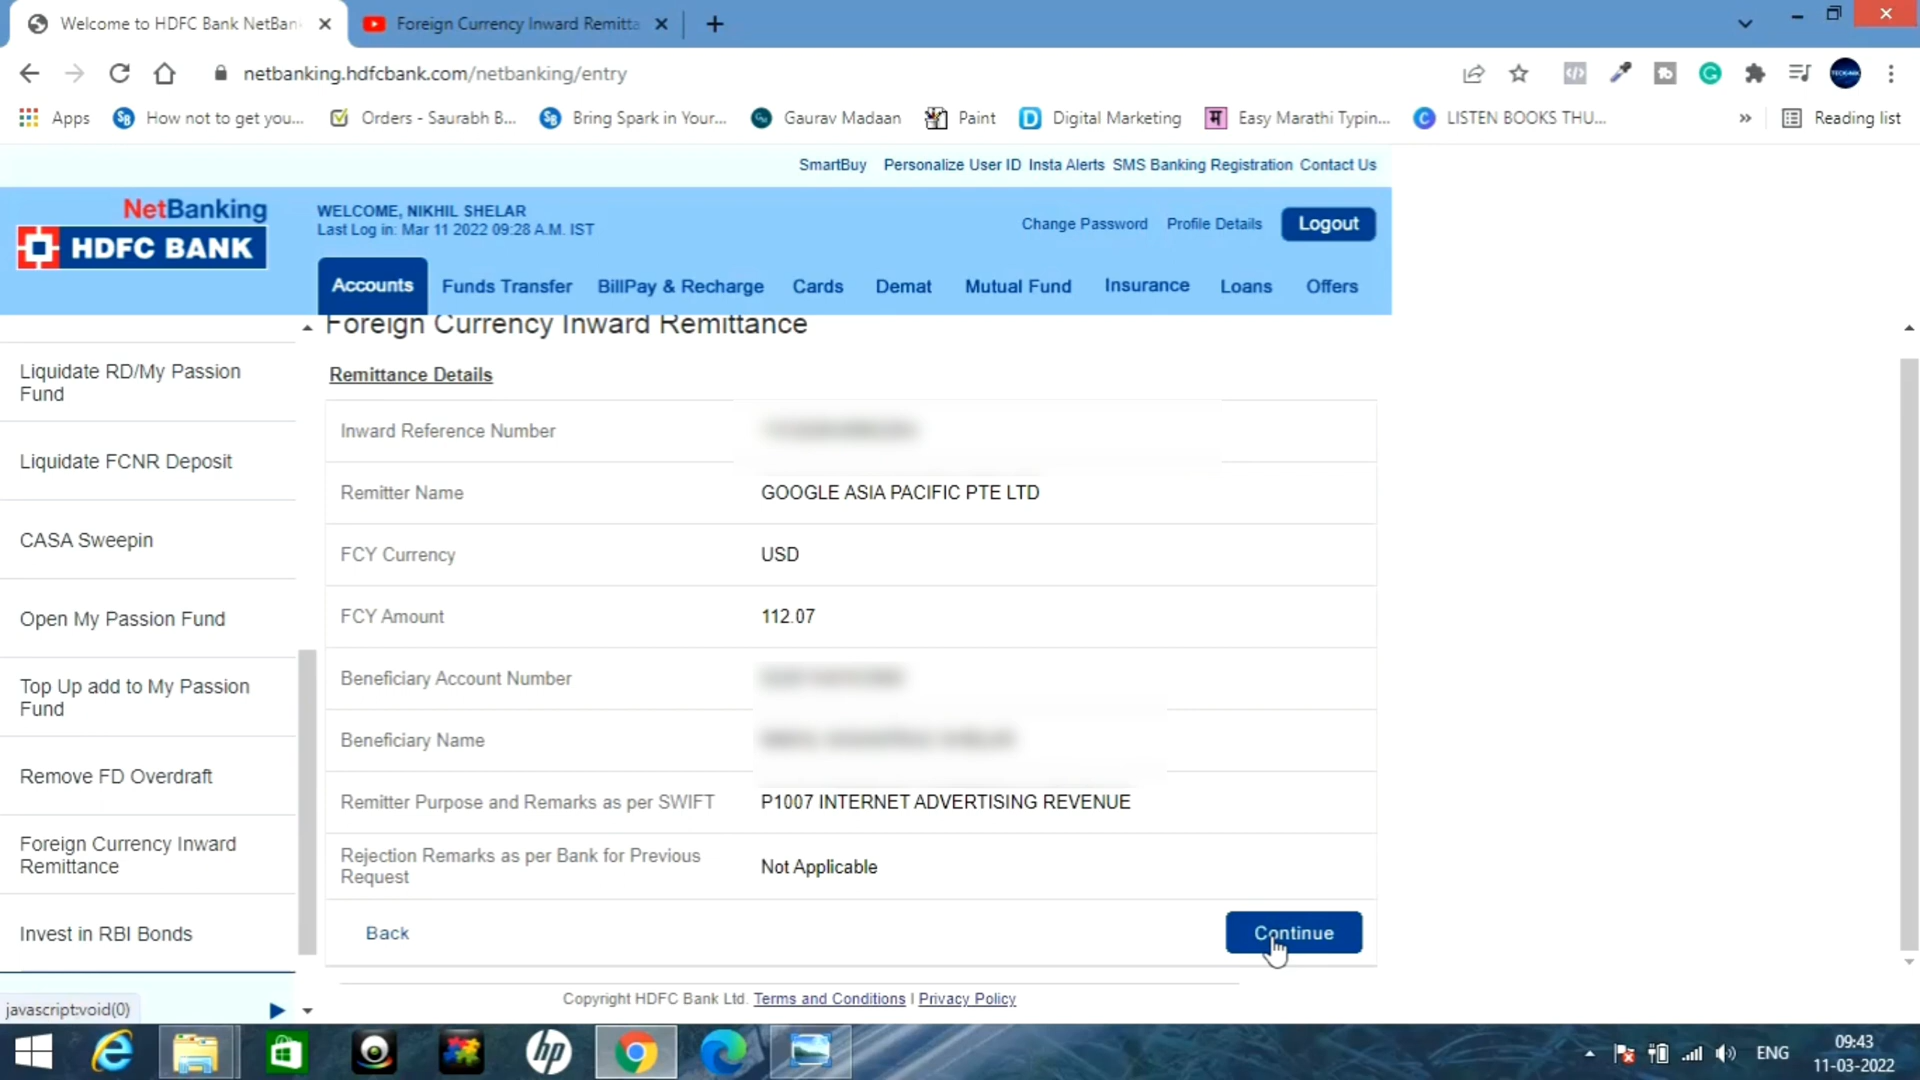 Welcome to HDFC Bank NetBan
Foreign Currency Inward Remitta
netbanking.hdfcbank.com/netbanking/entry
Apps
How not to get you...
Orders - Saurabh B...
Bring Spark in Your...
Gaurav Madaan
Paint
Digital Marketing
Easy Marathi Typin...
LISTEN BOOKS THU...
»
Reading list
SmartBuy Personalize User ID Insta Alerts SMS Banking Registration Contact Us
NetBanking
HDFC BANK
WELCOME, NIKHIL SHELAR
Last Log in: Mar 11 2022 09:28 A.M. IST
Change Password Profile Details Logout
Accounts Funds Transfer BillPay & Recharge Cards Demat Mutual Fund Insurance Loans Offers
Liquidate RD/My Passion
Fund
Liquidate FCNR Deposit
CASA Sweepin
Open My Passion Fund
Top Up add to My Passion
Fund
Remove FD Overdraft
Foreign Currency Inward
Remittance
Invest in RBI Bonds
javascript:void(0)
Foreign Currency Inward Remittance
Remittance Details
Inward Reference Number
Remitter Name GOOGLE ASIA PACIFIC PTE LTD
FCY Currency USD
FCY Amount 112.07
Beneficiary Account Number
Beneficiary Name
Remitter Purpose and Remarks as per SWIFT P1007 INTERNET ADVERTISING REVENUE
Rejection Remarks as per Bank for Previous
Request
Not Applicable
Back Continue
Copyright HDFC Bank Ltd. Terms and Conditions | Privacy Policy
hp
ENG
09:43
11-03-2022